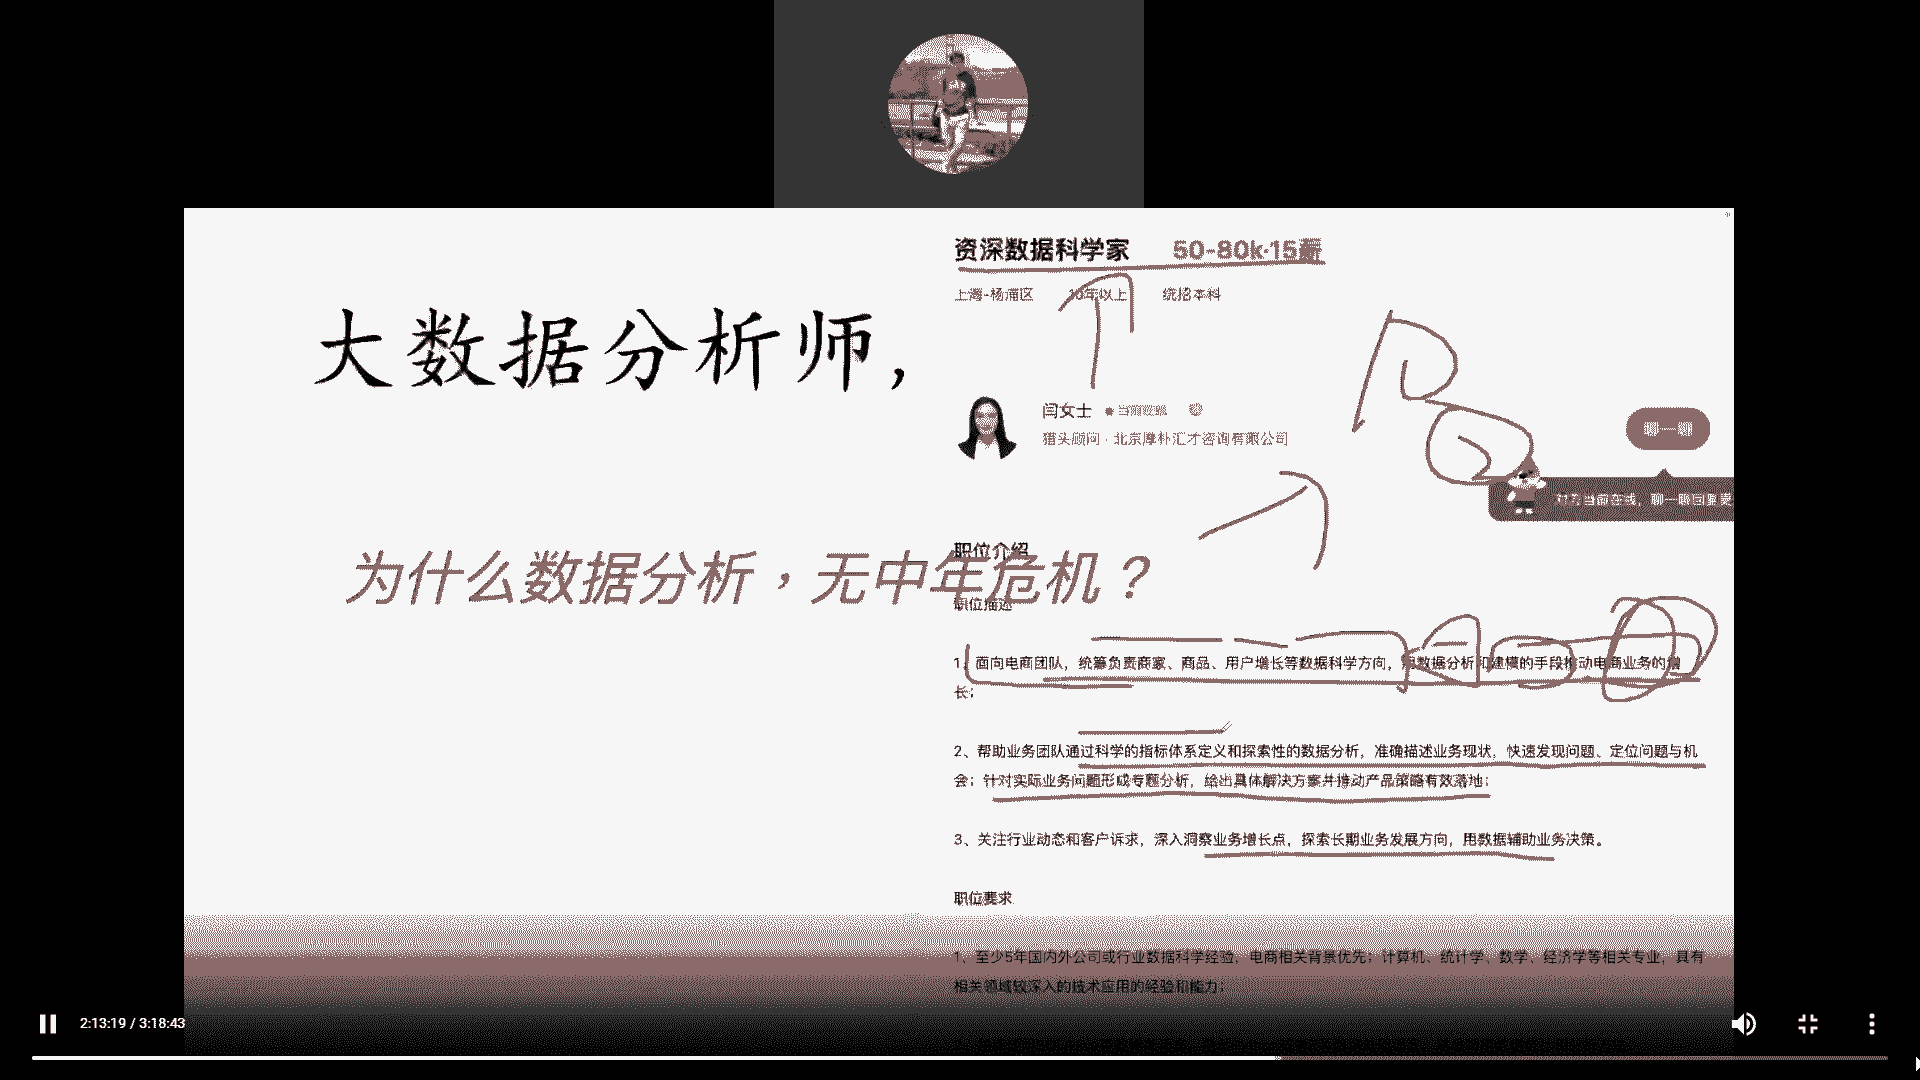 资深数据科学家 50-80k·15薪
上海-杨浦区 10年以上 统招本科
大数据分析师，
闫女士 当前在线
猎头顾问 · 北京摩朴汇才咨询有限公司
聊一聊
对方当前在线，聊一聊回复更
职位介绍
为什么数据分析，无中年危机？
职位描述
1、面向电商团队，统筹负责商家、商品、用户增长等数据科学方向，用数据分析和建模的手段推动电商业务的增
长；
2、帮助业务团队通过科学的指标体系定义和探索性的数据分析，准确描述业务现状，快速发现问题、定位问题与机
会；针对实际业务问题形成专题分析，给出具体解决方案并推动产品策略有效落地；
3、关注行业动态和客户诉求，深入洞察业务增长点，探索长期业务发展方向，用数据辅助业务决策。
职位要求
1、至少5年国内外公司或行业数据科学经验，电商相关背景优先；计算机、统计学、数学、经济学等相关专业，具有
相关领域较深入的技术应用的经验和能力；
2:13:19 / 3:18:43